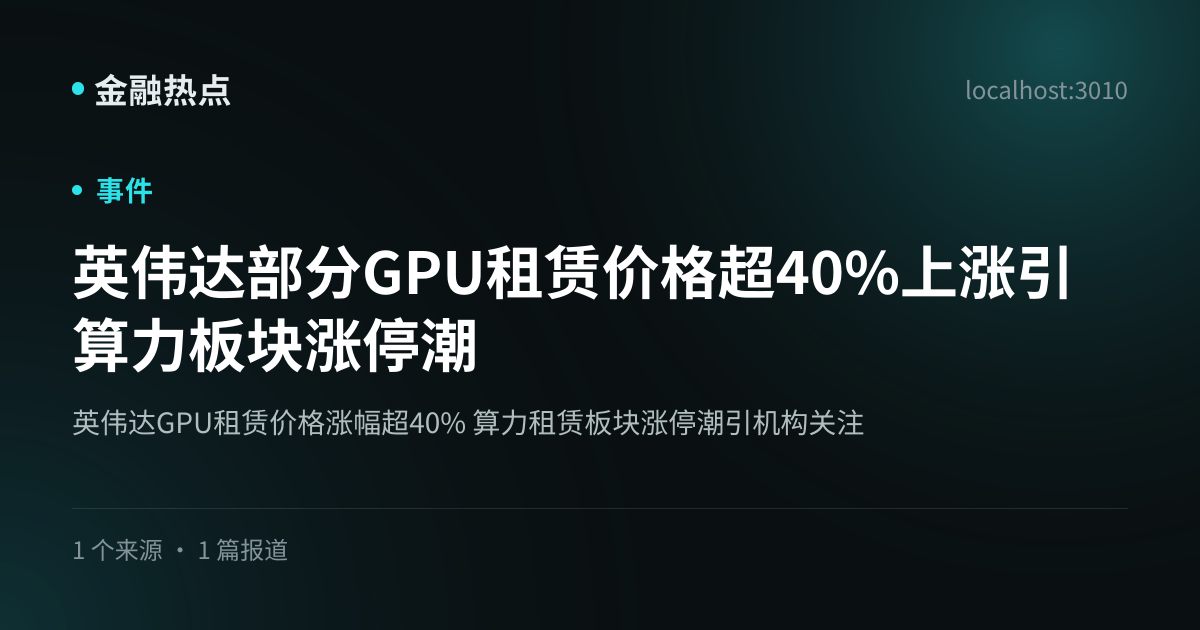 金融热点
localhost:3010
事件
英伟达部分GPU租赁价格超40%上涨引
算力板块涨停潮
英伟达GPU租赁价格涨幅超40% 算力租赁板块涨停潮引机构关注
1 个来源 · 1 篇报道